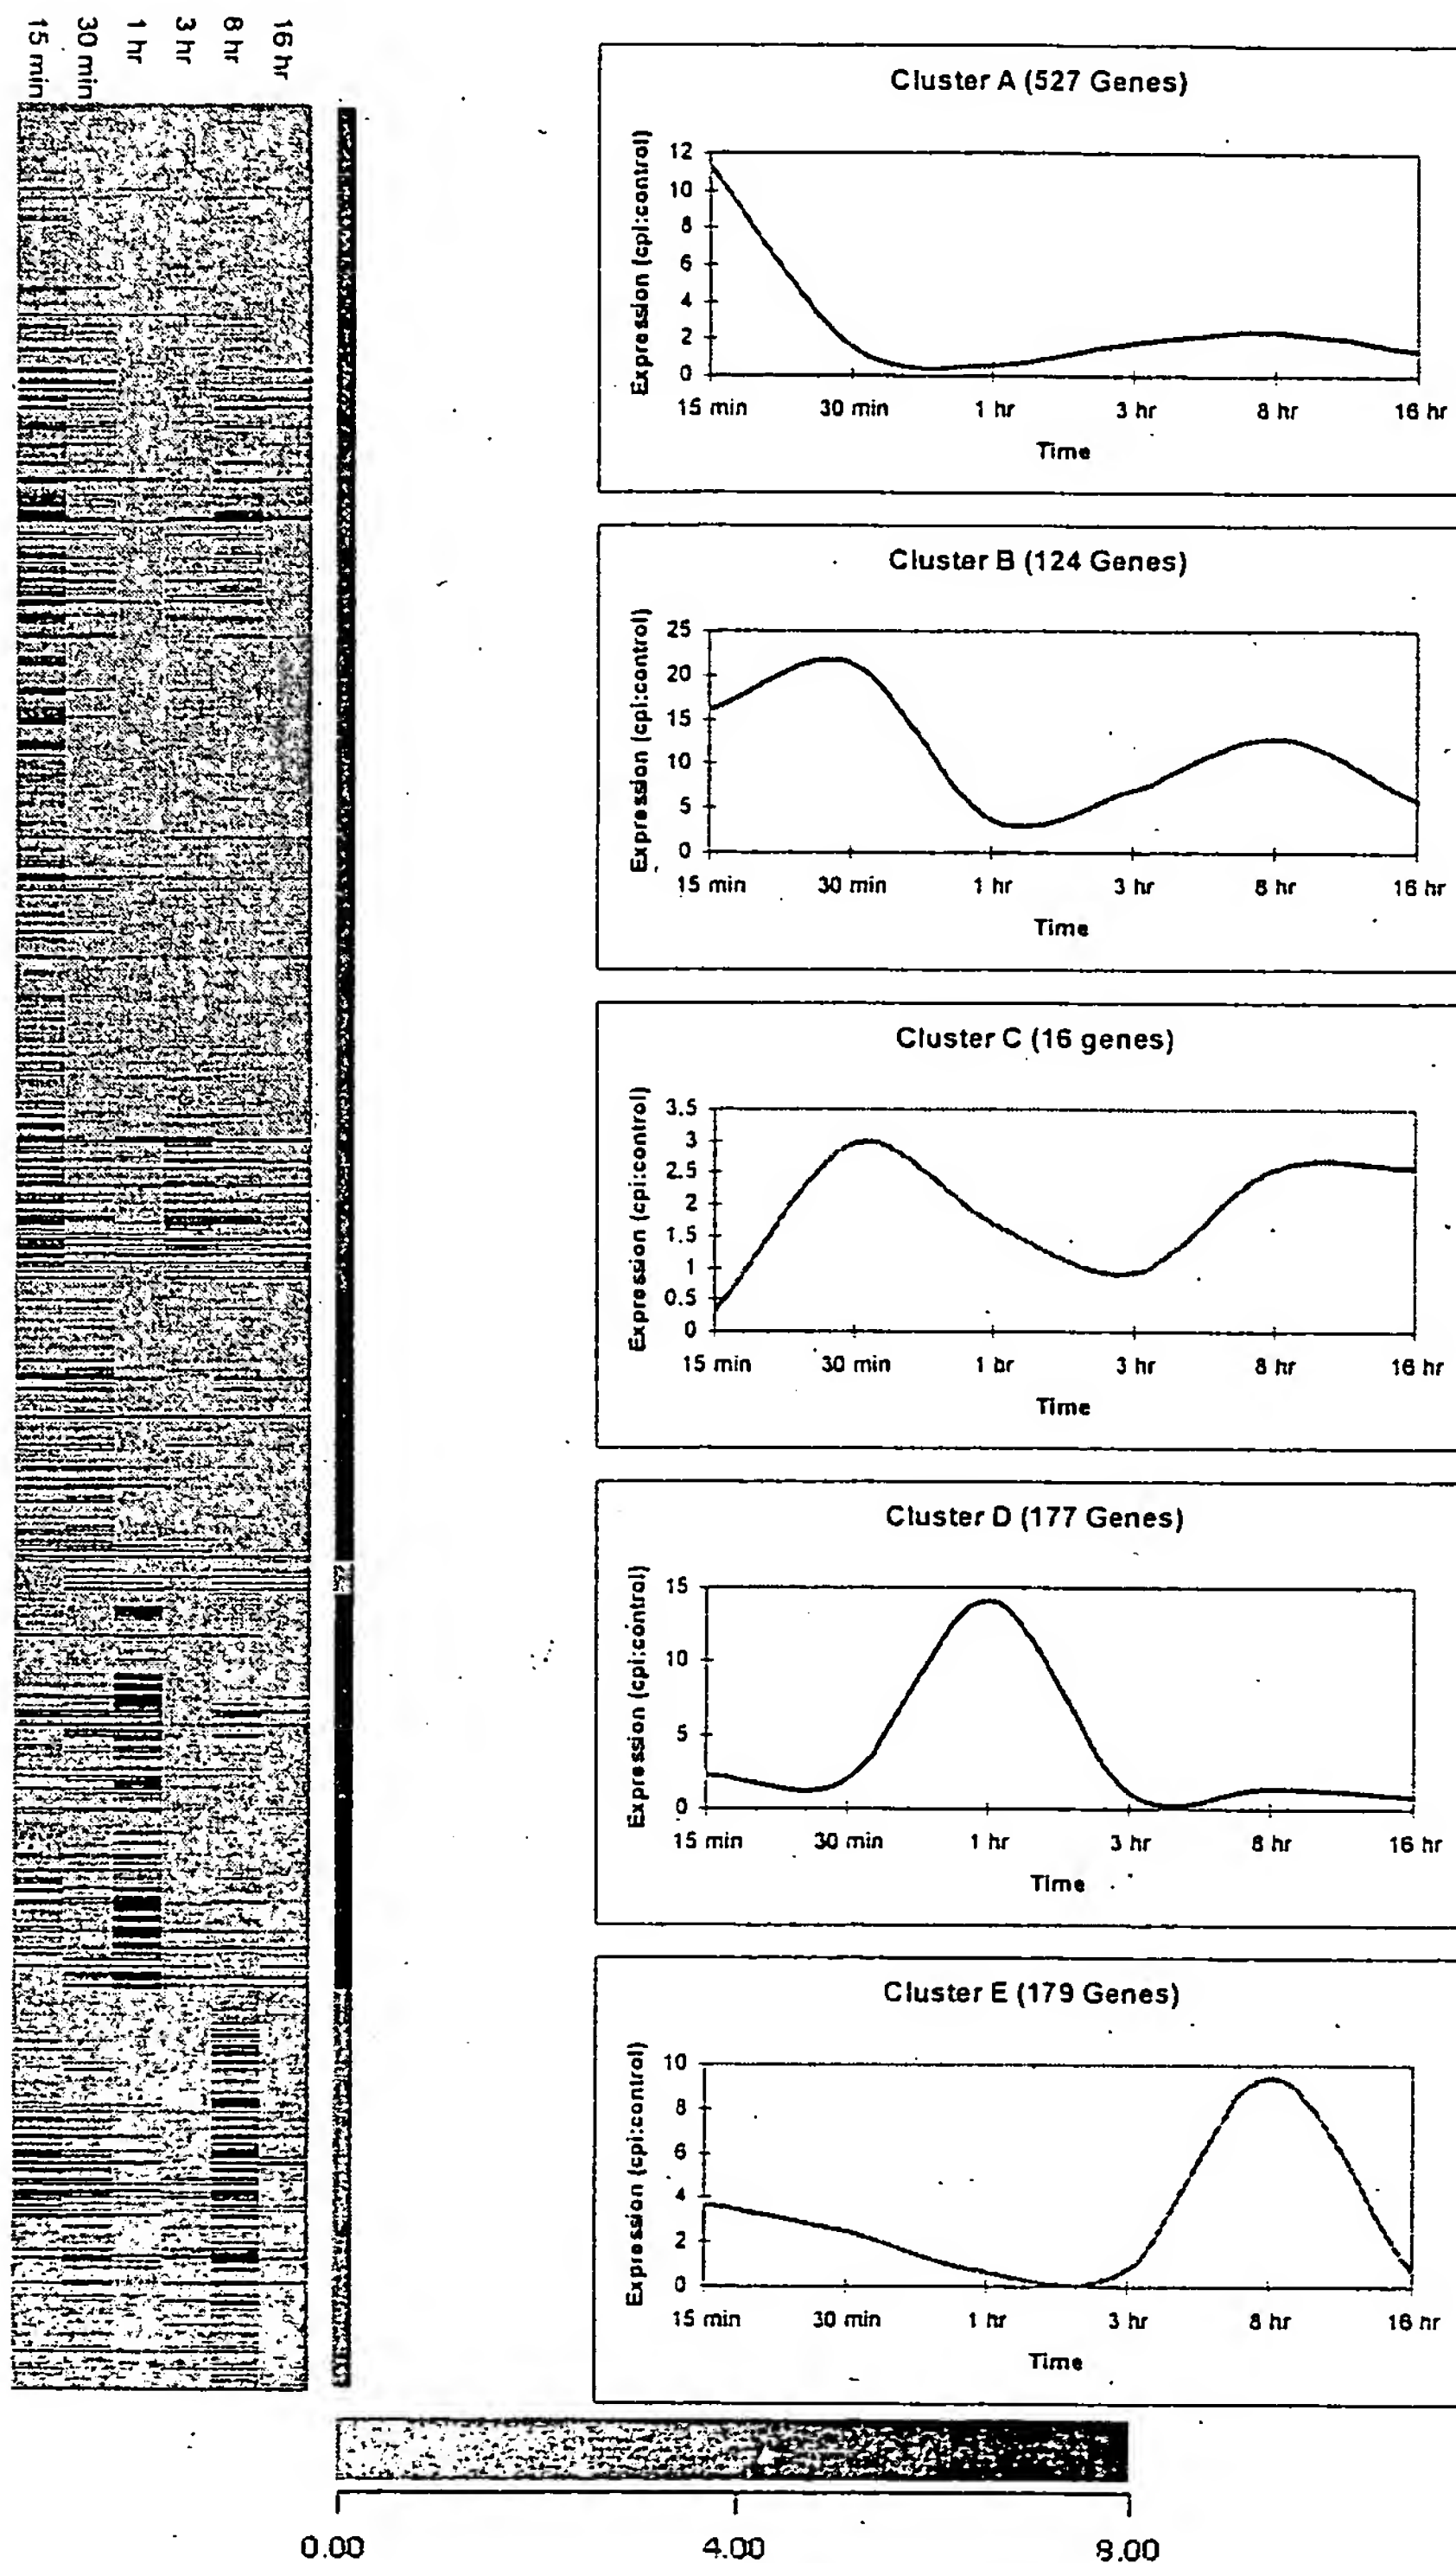 15 min
30 min
1 hr
3 hr
8 hr
16 hr
Cluster A (527 Genes)
Expression (cpi:control)
12
10
8
6
4
2
0
15 min 30 min 1 hr 3 hr 8 hr 16 hr
Time
Cluster B (124 Genes)
Expression (cpi:control)
25
20
15
10
5
0
15 min 30 min 1 hr 3 hr 8 hr 16 hr
Time
Cluster C (16 genes)
Expression (cpi:control)
3.5
3
2.5
2
1.5
1
0.5
0
15 min 30 min 1 hr 3 hr 8 hr 16 hr
Time
Cluster D (177 Genes)
Expression (cpi:control)
15
10
5
0
15 min 30 min 1 hr 3 hr 8 hr 16 hr
Time
Cluster E (179 Genes)
Expression (cpi:control)
10
8
6
4
2
0
15 min 30 min 1 hr 3 hr 8 hr 16 hr
Time
0.00 4.00 8.00